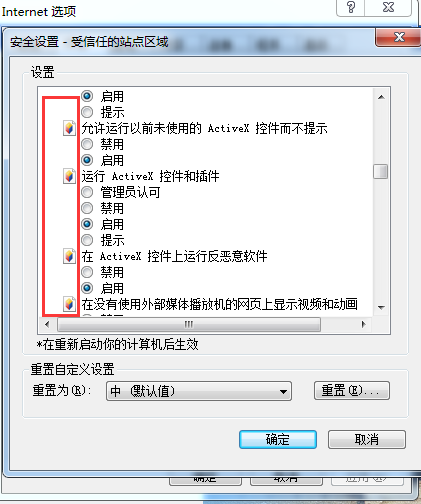 Internet 选项
安全设置 - 受信任的站点区域
设置
启用
提示
允许运行以前未使用的 ActiveX 控件而不提示
禁用
启用
运行 ActiveX 控件和插件
管理员认可
禁用
启用
提示
在 ActiveX 控件上运行反恶意软件
禁用
启用
在没有使用外部媒体播放机的网页上显示视频和动画
*在重新启动你的计算机后生效
重置自定义设置
重置为(R): 中 (默认值) 重置(E)...
确定 取消